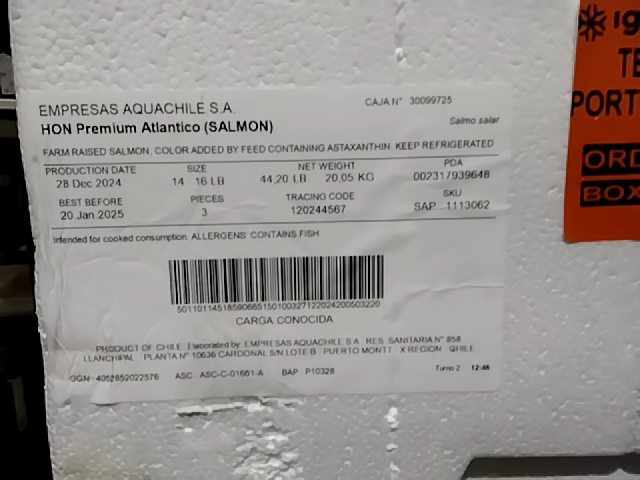 EMPRESAS AQUACHILE S.A.
CAJA N° 30099725
HON Premium Atlantico (SALMON)
Salmo salar
FARM RAISED SALMON, COLOR ADDED BY FEED CONTAINING ASTAXANTHIN. KEEP REFRIGERATED
PRODUCTION DATE SIZE NET WEIGHT PDA
28 Dec 2024 14 16 LB 44,20 LB 20,05 KG 002317939648
BEST BEFORE PIECES TRACING CODE SKU
20 Jan 2025 3 120244567 SAP 1113062
Intended for cooked consumption. ALLERGENS: CONTAINS FISH
CARGA CONOCIDA
PRODUCT OF CHILE. Elaborated by EMPRESAS AQUACHILE S.A. RES. SANITARIA N° 858
LLANCHIPAL PLANTA N° 10636 CARDONAL S/N LOTE B PUERTO MONTT X REGION CHILE
GGN 4052852022576 ASC ASC-C-01661-A BAP P10328 Turno 2 12:46
PORT
ORD
BOX